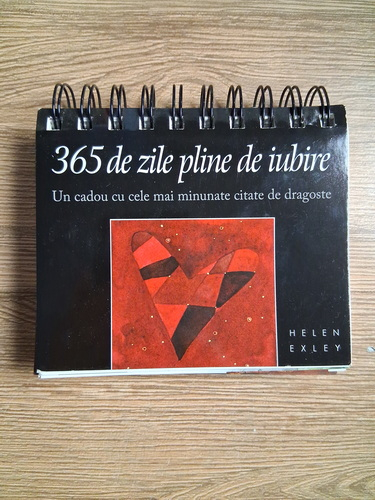 365 de zile pline de iubire
Un cadou cu cele mai minunate citate de dragoste
HELEN
EXLEY